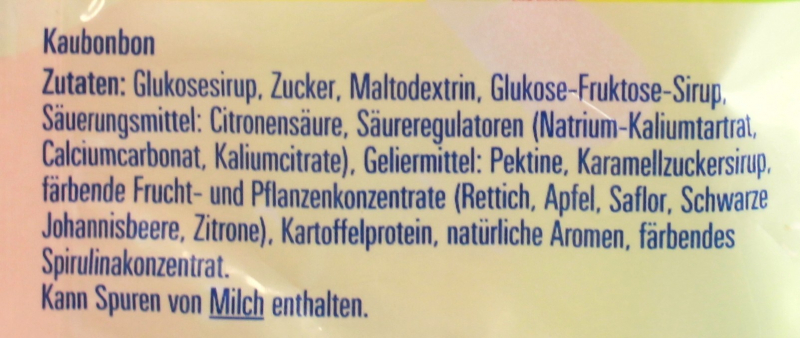 Kaubonbon
Zutaten: Glukosesirup, Zucker, Maltodextrin, Glukose-Fruktose-Sirup,
Säuerungsmittel: Citronensäure, Säureregulatoren (Natrium-Kaliumtartrat,
Calciumcarbonat, Kaliumcitrate), Geliermittel: Pektine, Karamellzuckersirup,
färbende Frucht- und Pflanzenkonzentrate (Rettich, Apfel, Saflor, Schwarze
Johannisbeere, Zitrone), Kartoffelprotein, natürliche Aromen, färbendes
Spirulinakonzentrat.
Kann Spuren von Milch enthalten.